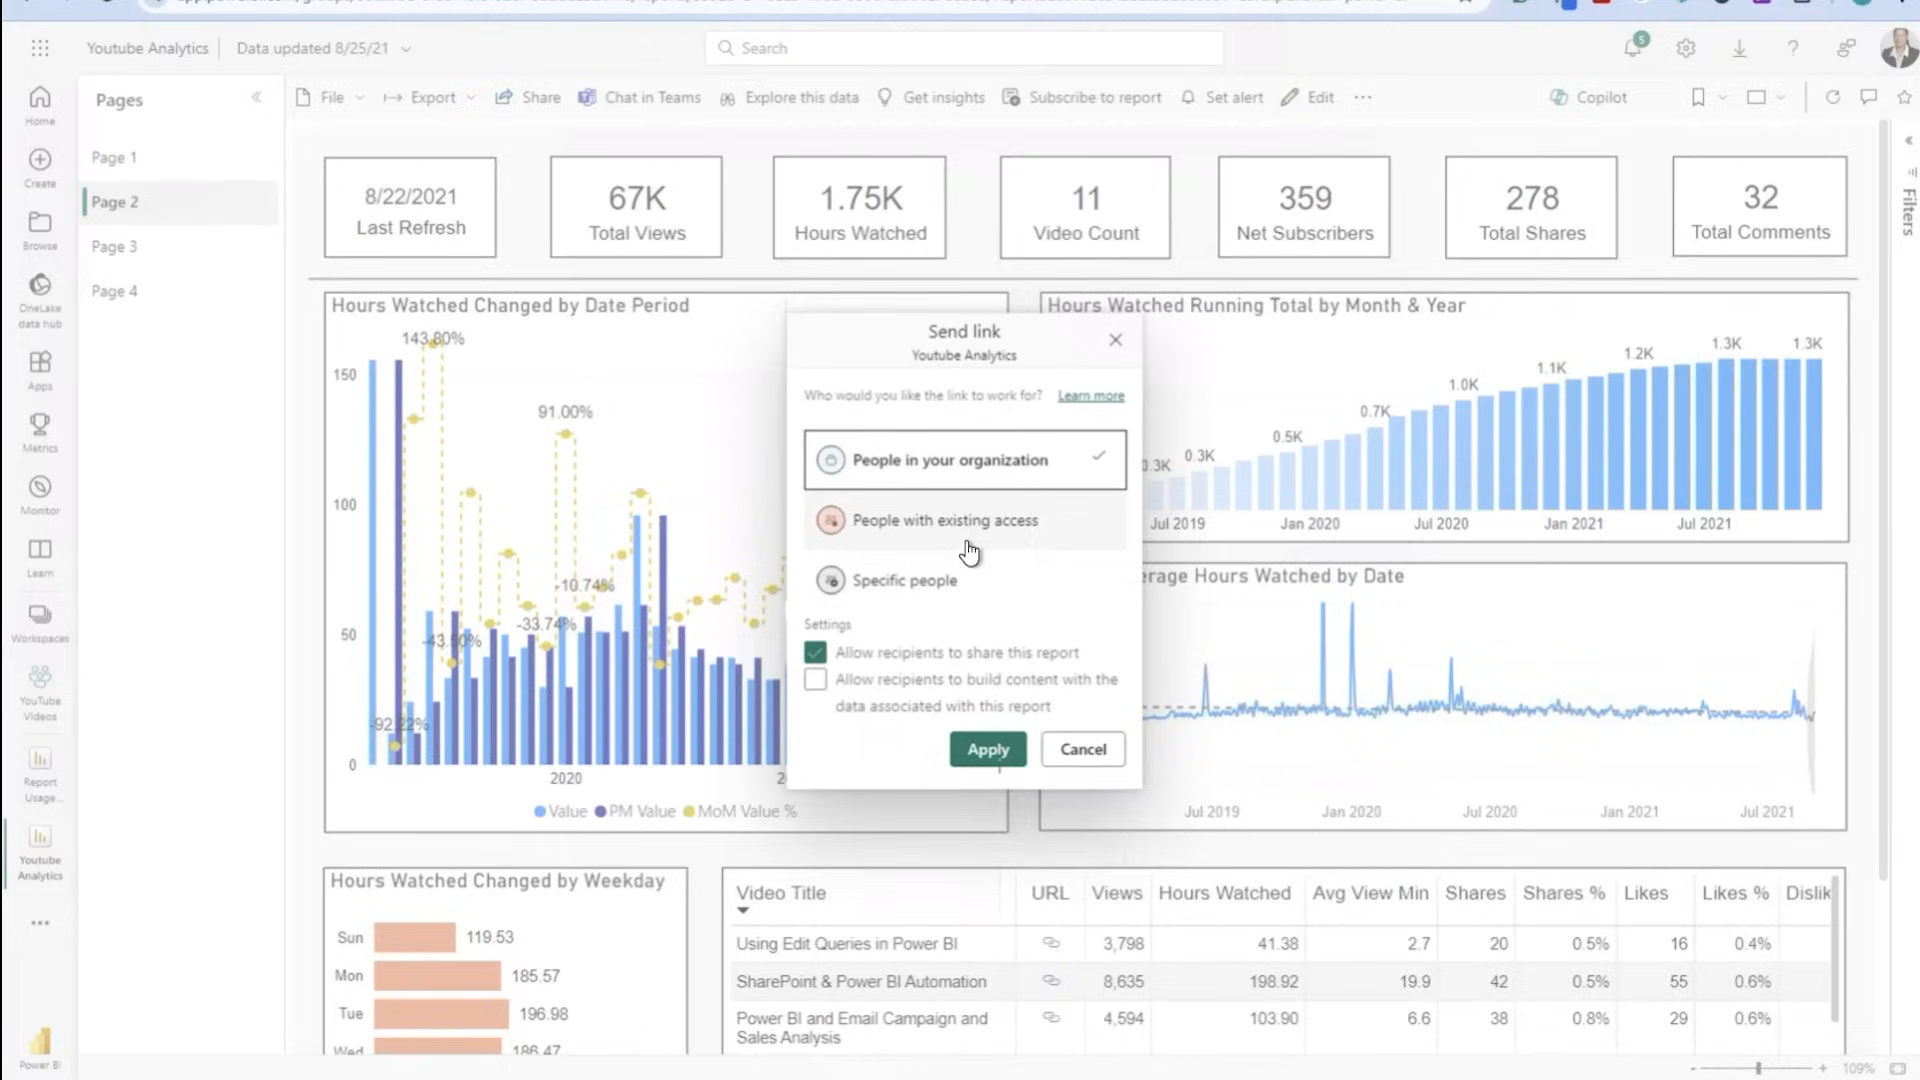 Youtube Analytics
Data updated 8/25/21
Search
5
Pages
File
Export
Share
Chat in Teams
Explore this data
Get insights
Subscribe to report
Set alert
Edit
Copilot
Home
Create
Browse
OneLake
data hub
Apps
Metrics
Monitor
Learn
Workspaces
YouTube
Videos
Report
Usage...
Youtube
Analytics
Power BI
Page 1
Page 2
Page 3
Page 4
Filters
8/22/2021
Last Refresh
67K
Total Views
1.75K
Hours Watched
11
Video Count
359
Net Subscribers
278
Total Shares
32
Total Comments
Hours Watched Changed by Date Period
143.80%
150
91.00%
100
-10.74%
-33.74%
50
-92.22%
0
2020
Value
PM Value
MoM Value %
Send link
Youtube Analytics
Who would you like the link to work for? Learn more
People in your organization
People with existing access
Specific people
Settings
Allow recipients to share this report
Allow recipients to build content with the
data associated with this report
Apply
Cancel
Hours Watched Running Total by Month & Year
0.3K
0.5K
0.7K
1.0K
1.1K
1.2K
1.3K
1.3K
Jul 2019
Jan 2020
Jul 2020
Jan 2021
Jul 2021
erage Hours Watched by Date
Jul 2019
Jan 2020
Jul 2020
Jan 2021
Jul 2021
Hours Watched Changed by Weekday
Sun 119.53
Mon 185.57
Tue 196.98
Wed 186.47
Video Title URL Views Hours Watched Avg View Min Shares Shares % Likes Likes % Dislik
Using Edit Queries in Power BI 3,798 41.38 2.7 20 0.5% 16 0.4%
SharePoint & Power BI Automation 8,635 198.92 19.9 42 0.5% 55 0.6%
Power BI and Email Campaign and 4,594 103.90 6.6 38 0.8% 29 0.6%
Sales Analysis
109%